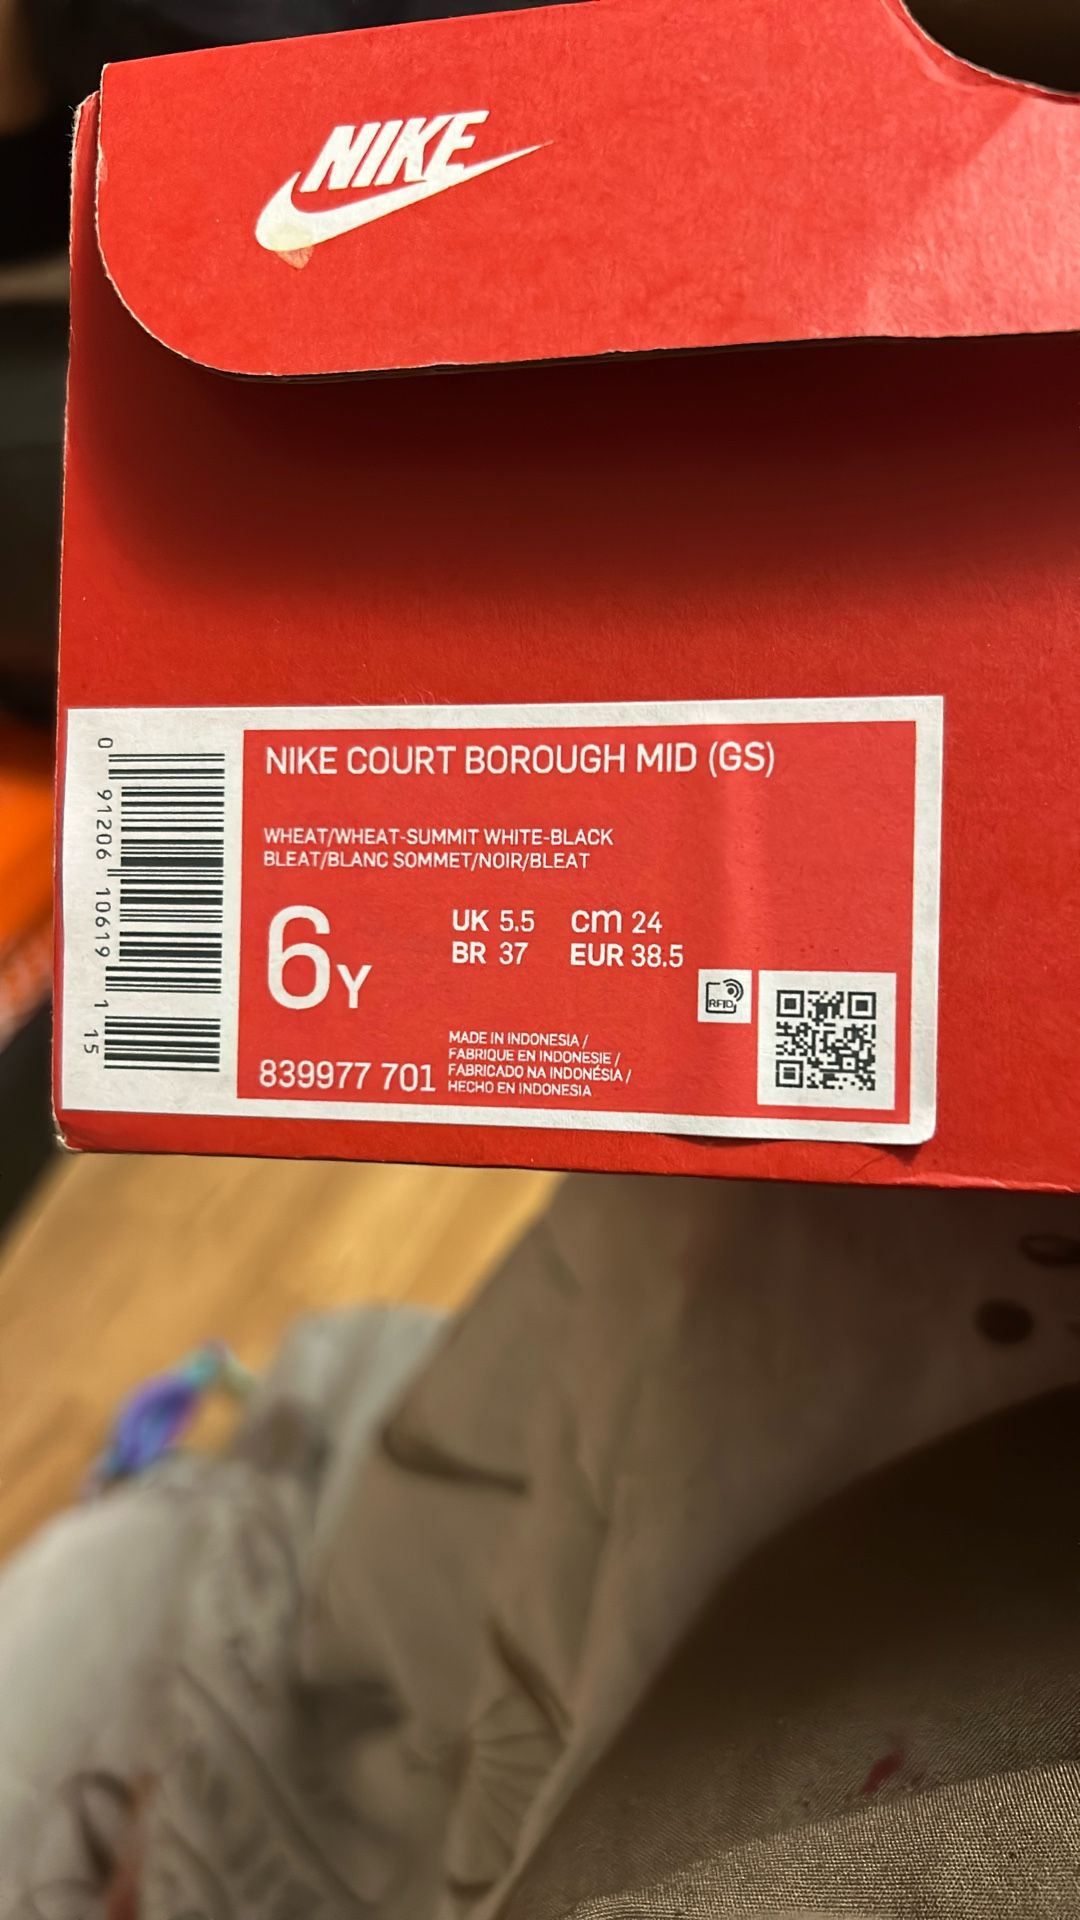 NIKE
NIKE COURT BOROUGH MID (GS)
WHEAT/WHEAT-SUMMIT WHITE-BLACK
BLEAT/BLANC SOMMET/NOIR/BLEAT
6Y
UK 5.5 cm 24
BR 37 EUR 38.5
RFID
839977 701
MADE IN INDONESIA /
FABRIQUE EN INDONESIE /
FABRICADO NA INDONÉSIA /
HECHO EN INDONESIA
0 91206 10619 1 15